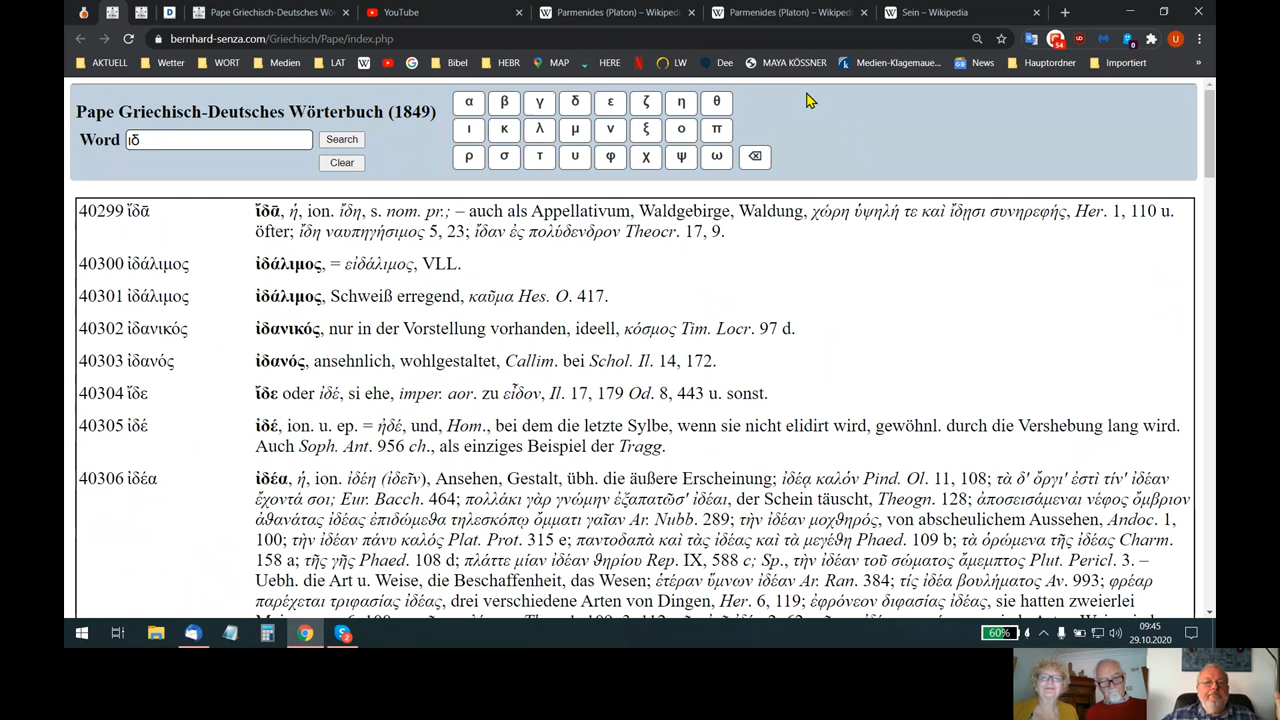 Pape Griechisch-Deutsches Wö
YouTube
Parmenides (Platon) – Wikipedi
Parmenides (Platon) – Wikipedi
Sein – Wikipedia
bernhard-senza.com/Griechisch/Pape/index.php
AKTUELL Wetter WORT Medien LAT Bibel HEBR MAP HERE LW Dee MAYA KÖSSNER Medien-Klagemaue... News Hauptordner Importiert »
Pape Griechisch-Deutsches Wörterbuch (1849)
Word ιδ Search
Clear
α β γ δ ε ζ η θ
ι κ λ μ ν ξ ο π
ρ σ τ υ φ χ ψ ω
40299 ἴδᾱ ἴδᾱ, ἡ, ion. ἴδη, s. nom. pr.; – auch als Appellativum, Waldgebirge, Waldung, χώρη ὑψηλή τε καὶ ἴδῃσι συνηρεφής, Her. 1, 110 u.
öfter; ἴδη ναυπηγήσιμος 5, 23; ἴδαν ἐς πολύδενδρον Theocr. 17, 9.
40300 ἰδάλιμος ἰδάλιμος, = εἰδάλιμος, VLL.
40301 ἰδάλιμος ἰδάλιμος, Schweiß erregend, καῦμα Hes. O. 417.
40302 ἰδανικός ἰδανικός, nur in der Vorstellung vorhanden, ideell, κόσμος Tim. Locr. 97 d.
40303 ἰδανός ἰδανός, ansehnlich, wohlgestaltet, Callim. bei Schol. Il. 14, 172.
40304 ἴδε ἴδε oder ἰδέ, si ehe, imper. aor. zu εἶδον, Il. 17, 179 Od. 8, 443 u. sonst.
40305 ἰδέ ἰδέ, ion. u. ep. = ἠδέ, und, Hom., bei dem die letzte Sylbe, wenn sie nicht elidirt wird, gewöhnl. durch die Vershebung lang wird.
Auch Soph. Ant. 956 ch., als einziges Beispiel der Tragg.
40306 ἰδέα ἰδέα, ἡ, ion. ἰδέη (ἰδεῖν), Ansehen, Gestalt, übh. die äußere Erscheinung; ἰδέᾳ καλόν Pind. Ol. 11, 108; τὰ δ' ὄργι' ἐστὶ τίν' ἰδέαν
ἔχοντά σοι; Eur. Bacch. 464; πολλάκι γὰρ γνώμην ἐξαπατῶσ' ἰδέαι, der Schein täuscht, Theogn. 128; ἀποσεισάμεναι νέφος ὄμβριον
ἀθανάτας ἰδέας ἐπιδώμεθα τηλεσκόπῳ ὄμματι γαῖαν Ar. Nubb. 289; τὴν ἰδέαν μοχθηρός, von abscheulichem Aussehen, Andoc. 1,
100; τὴν ἰδέαν πάνυ καλός Plat. Prot. 315 e; παντοδαπὰ καὶ τὰς ἰδέας καὶ τὰ μεγέθη Phaed. 109 b; τὰ ὁρώμενα τῆς ἰδέας Charm.
158 a; τῆς γῆς Phaed. 108 d; πλάττε μίαν ἰδέαν θηρίου Rep. IX, 588 c; Sp., τὴν ἰδέαν τοῦ σώματος ἄμεμπτος Plut. Pericl. 3. –
Uebh. die Art u. Weise, die Beschaffenheit, das Wesen; ἑτέραν ὕμνων ἰδέαν Ar. Ran. 384; τίς ἰδέα βουλήματος Av. 993; φρέαρ
παρέχεται τριφασίας ἰδέας, drei verschiedene Arten von Dingen, Her. 6, 119; ἐφρόνεον διφασίας ἰδέας, sie hatten zweierlei
60%
09:45
29.10.2020